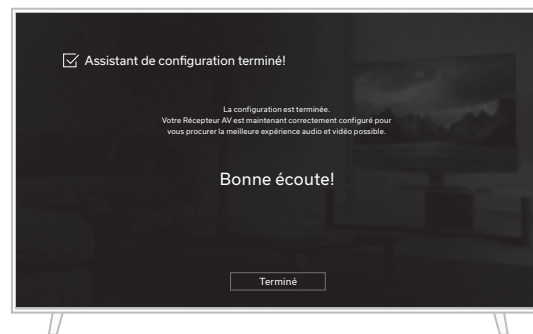 Assistant de configuration terminé!
La configuration est terminée.
Votre Récepteur AV est maintenant correctement configuré pour
vous procurer la meilleure expérience audio et vidéo possible.
Bonne écoute!
Terminé